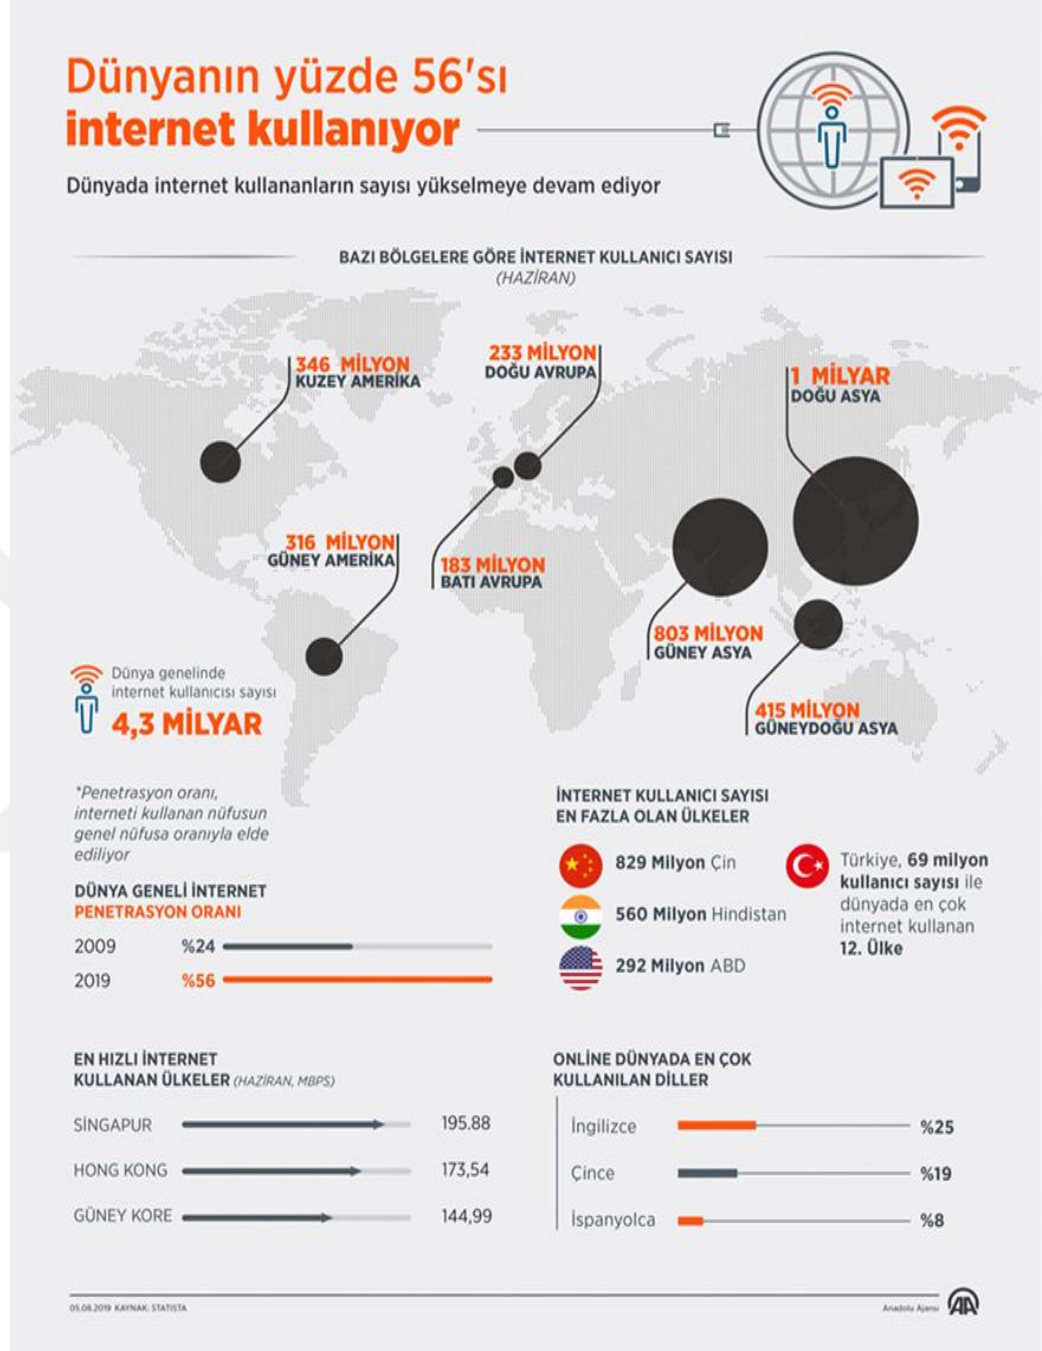 Dünyanın yüzde 56'sı
internet kullanıyor
Dünyada internet kullananların sayısı yükselmeye devam ediyor
BAZI BÖLGELERE GÖRE İNTERNET KULLANICI SAYISI
(HAZİRAN)
346 MİLYON
KUZEY AMERİKA
233 MİLYON
DOĞU AVRUPA
1 MİLYAR
DOĞU ASYA
316 MİLYON
GÜNEY AMERİKA
183 MİLYON
BATI AVRUPA
803 MİLYON
GÜNEY ASYA
415 MİLYON
GÜNEYDOĞU ASYA
Dünya genelinde
internet kullanıcısı sayısı
4,3 MİLYAR
*Penetrasyon oranı,
interneti kullanan nüfusun
genel nüfusa oranıyla elde
ediliyor
DÜNYA GENELİ İNTERNET
PENETRASYON ORANI
2009 %24
2019 %56
İNTERNET KULLANICI SAYISI
EN FAZLA OLAN ÜLKELER
829 Milyon Çin
560 Milyon Hindistan
292 Milyon ABD
Türkiye, 69 milyon
kullanıcı sayısı ile
dünyada en çok
internet kullanan
12. Ülke
EN HIZLI İNTERNET
KULLANAN ÜLKELER (HAZİRAN, MBPS)
SİNGAPUR 195.88
HONG KONG 173,54
GÜNEY KORE 144,99
ONLİNE DÜNYADA EN ÇOK
KULLANILAN DİLLER
İngilizce %25
Çince %19
İspanyolca %8
05.08.2019 KAYNAK: STATISTA
Anadolu Ajansı AA